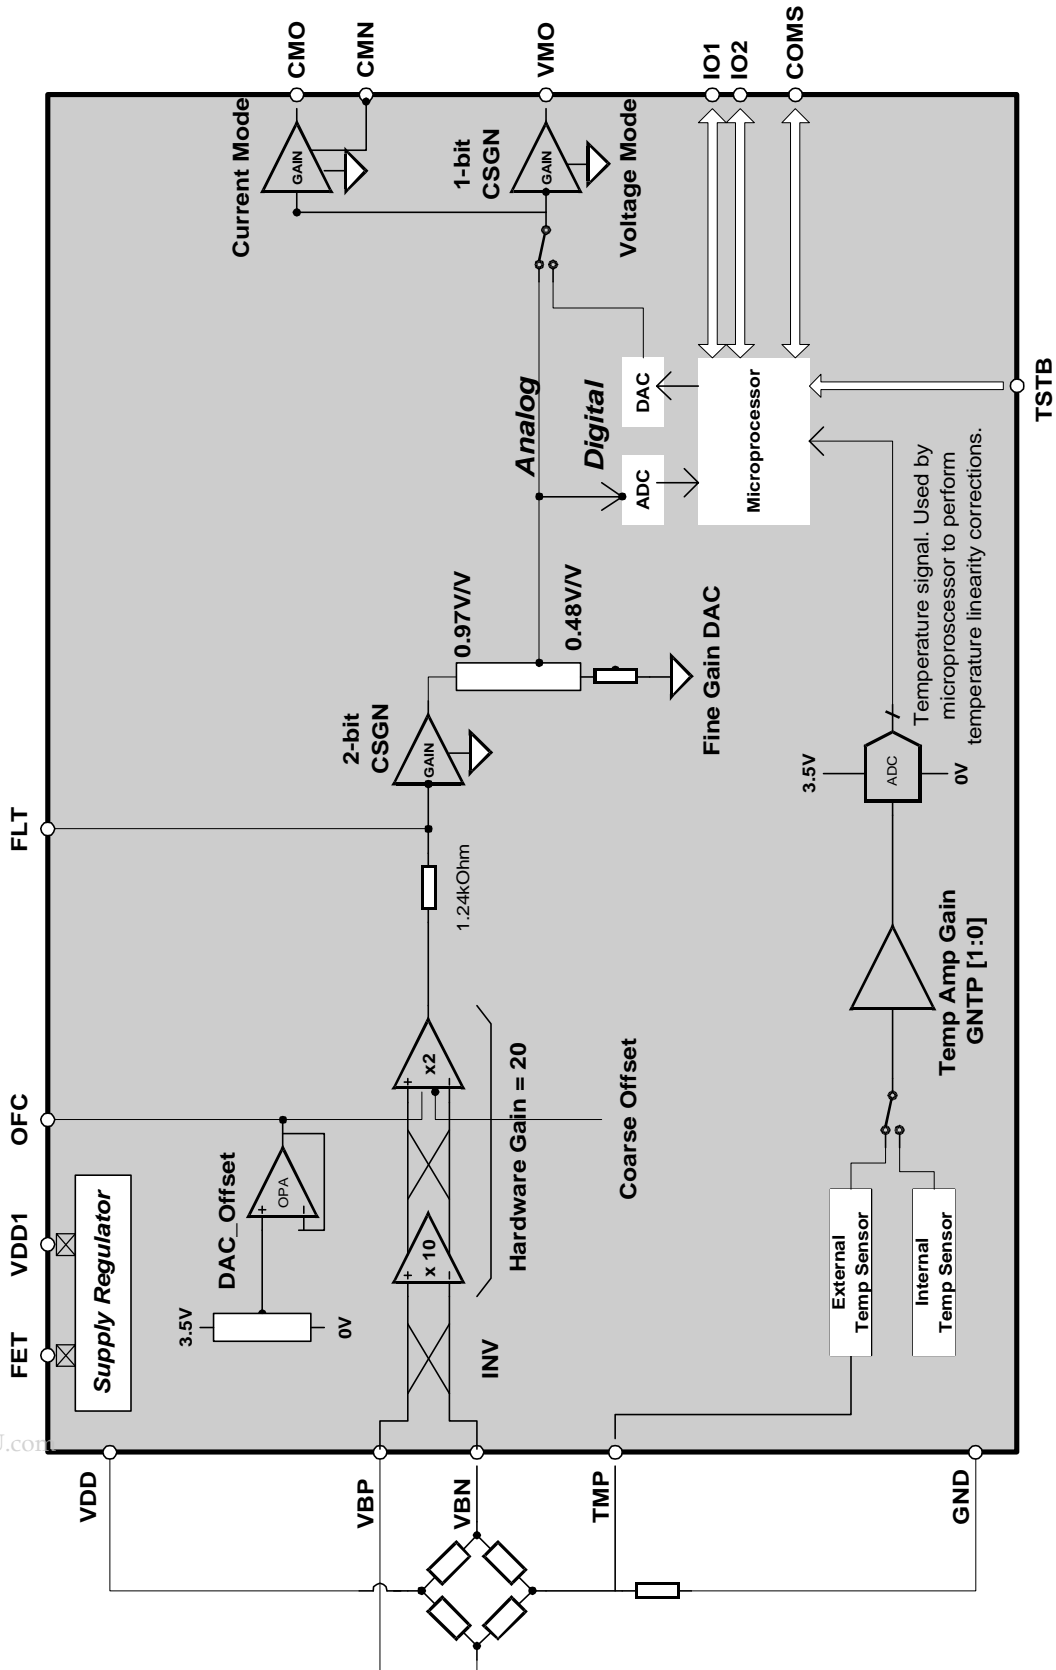 CMO
CMN
VMO
IO1
IO2
COMS
Current Mode
GAIN
1-bit
CSGN
GAIN
Voltage Mode
TSTB
Analog
Digital
DAC
ADC
Microprocessor
Temperature signal. Used by
microscessor to perform
temperature linearity corrections.
0.97V/V
0.48V/V
Fine Gain DAC
2-bit
CSGN
GAIN
3.5V
ADC
0V
FLT
1.24kOhm
Temp Amp Gain
GNTP [1:0]
OFC
+
x2
–
Hardware Gain = 20
Coarse Offset
VDD1
FET
Supply Regulator
DAC_Offset
+
OPA
–
3.5V
0V
+
x 10
–
INV
External
Temp Sensor
Internal
Temp Sensor
VDD
VBP
VBN
TMP
GND